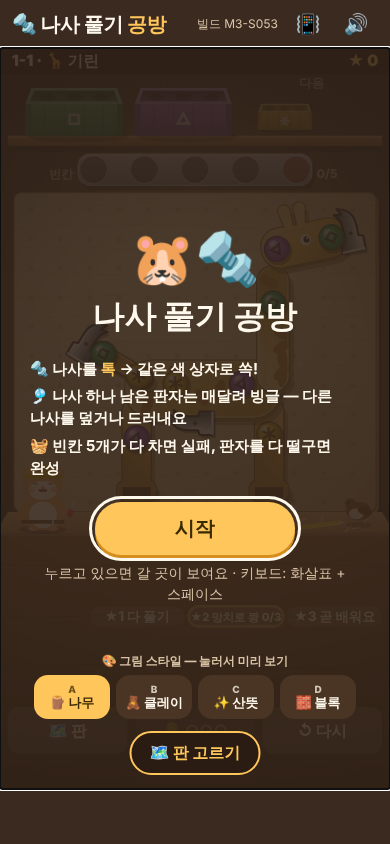 나사 풀기 공방
빌드 M3-S053
1-1 · 기린
★ 0
다음
빈칸
0/5
나사 풀기 공방
나사를 톡 → 같은 색 상자로 쏙!
나사 하나 남은 판자는 매달려 빙글 — 다른
나사를 덮거나 드러내요
빈칸 5개가 다 차면 실패, 판자를 다 떨구면
완성
시작
누르고 있으면 갈 곳이 보여요 · 키보드: 화살표 +
스페이스
★1 다 풀기
★2 망치로 펑 0/3
★3 곧 배워요
그림 스타일 — 눌러서 미리 보기
A
나무
B
클레이
C
산뜻
D
블록
판
다시
판 고르기